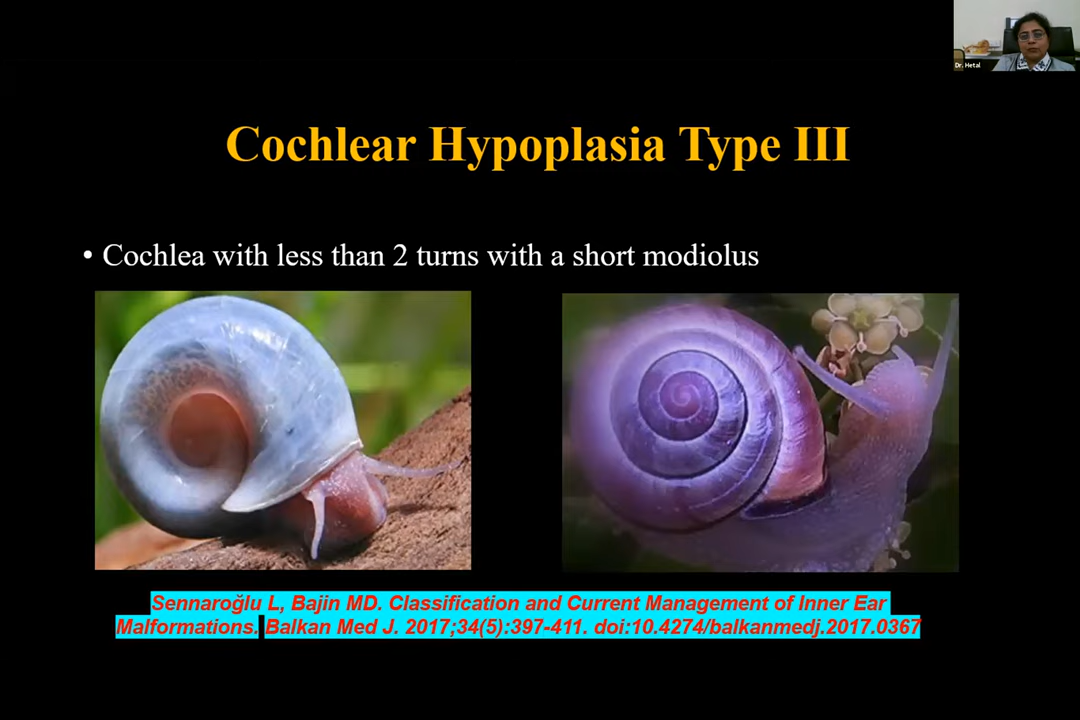 Dr. Hetal
Cochlear Hypoplasia Type III
• Cochlea with less than 2 turns with a short modiolus
Sennaroğlu L, Bajin MD. Classification and Current Management of Inner Ear
Malformations. Balkan Med J. 2017;34(5):397-411. doi:10.4274/balkanmedj.2017.0367